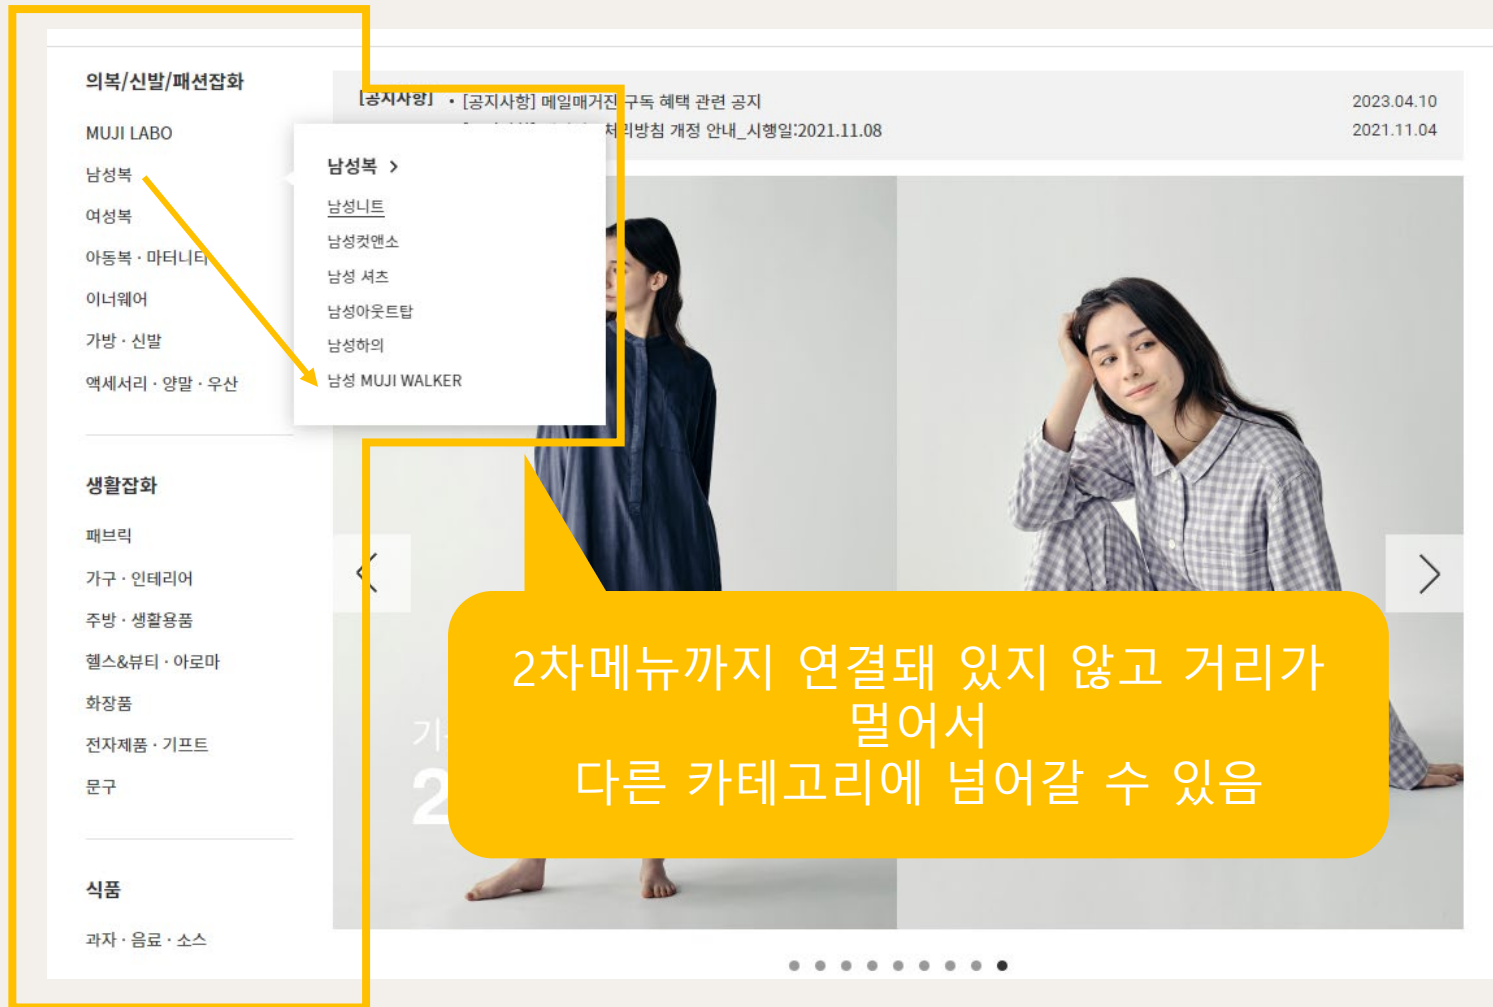 의복/신발/패션잡화
MUJI LABO
남성복
여성복
아동복 · 마터니티
이너웨어
가방 · 신발
액세서리 · 양말 · 우산
생활잡화
패브릭
가구 · 인테리어
주방 · 생활용품
헬스&뷰티 · 아로마
화장품
전자제품 · 기프트
문구
식품
과자 · 음료 · 소스
[공지사항] • [공지사항] 메일매거진 구독 혜택 관련 공지 2023.04.10
처리방침 개정 안내_시행일:2021.11.08 2021.11.04
남성복 >
남성니트
남성컷앤소
남성 셔츠
남성아웃트탑
남성하의
남성 MUJI WALKER
2차메뉴까지 연결돼 있지 않고 거리가
멀어서
다른 카테고리에 넘어갈 수 있음
기
2